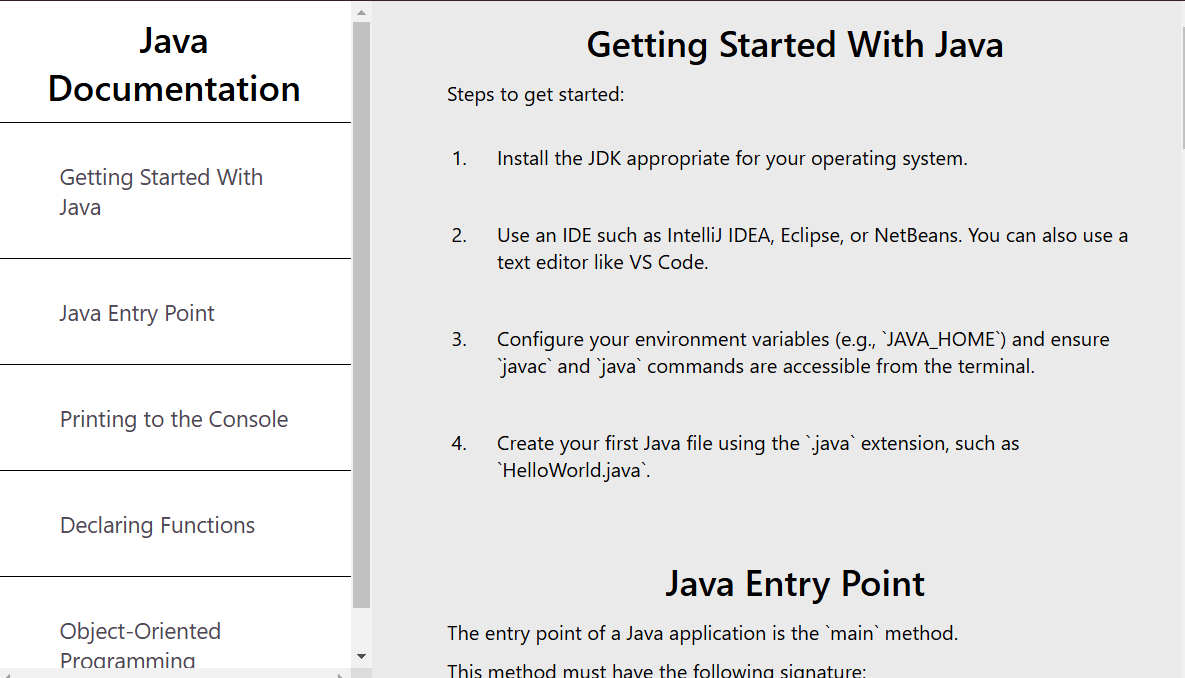 Java
Documentation
Getting Started With
Java
Java Entry Point
Printing to the Console
Declaring Functions
Object-Oriented
Programming
Getting Started With Java
Steps to get started:
1. Install the JDK appropriate for your operating system.
2. Use an IDE such as IntelliJ IDEA, Eclipse, or NetBeans. You can also use a
text editor like VS Code.
3. Configure your environment variables (e.g., `JAVA_HOME`) and ensure
`javac` and `java` commands are accessible from the terminal.
4. Create your first Java file using the `.java` extension, such as
`HelloWorld.java`.
Java Entry Point
The entry point of a Java application is the `main` method.
This method must have the following signature: